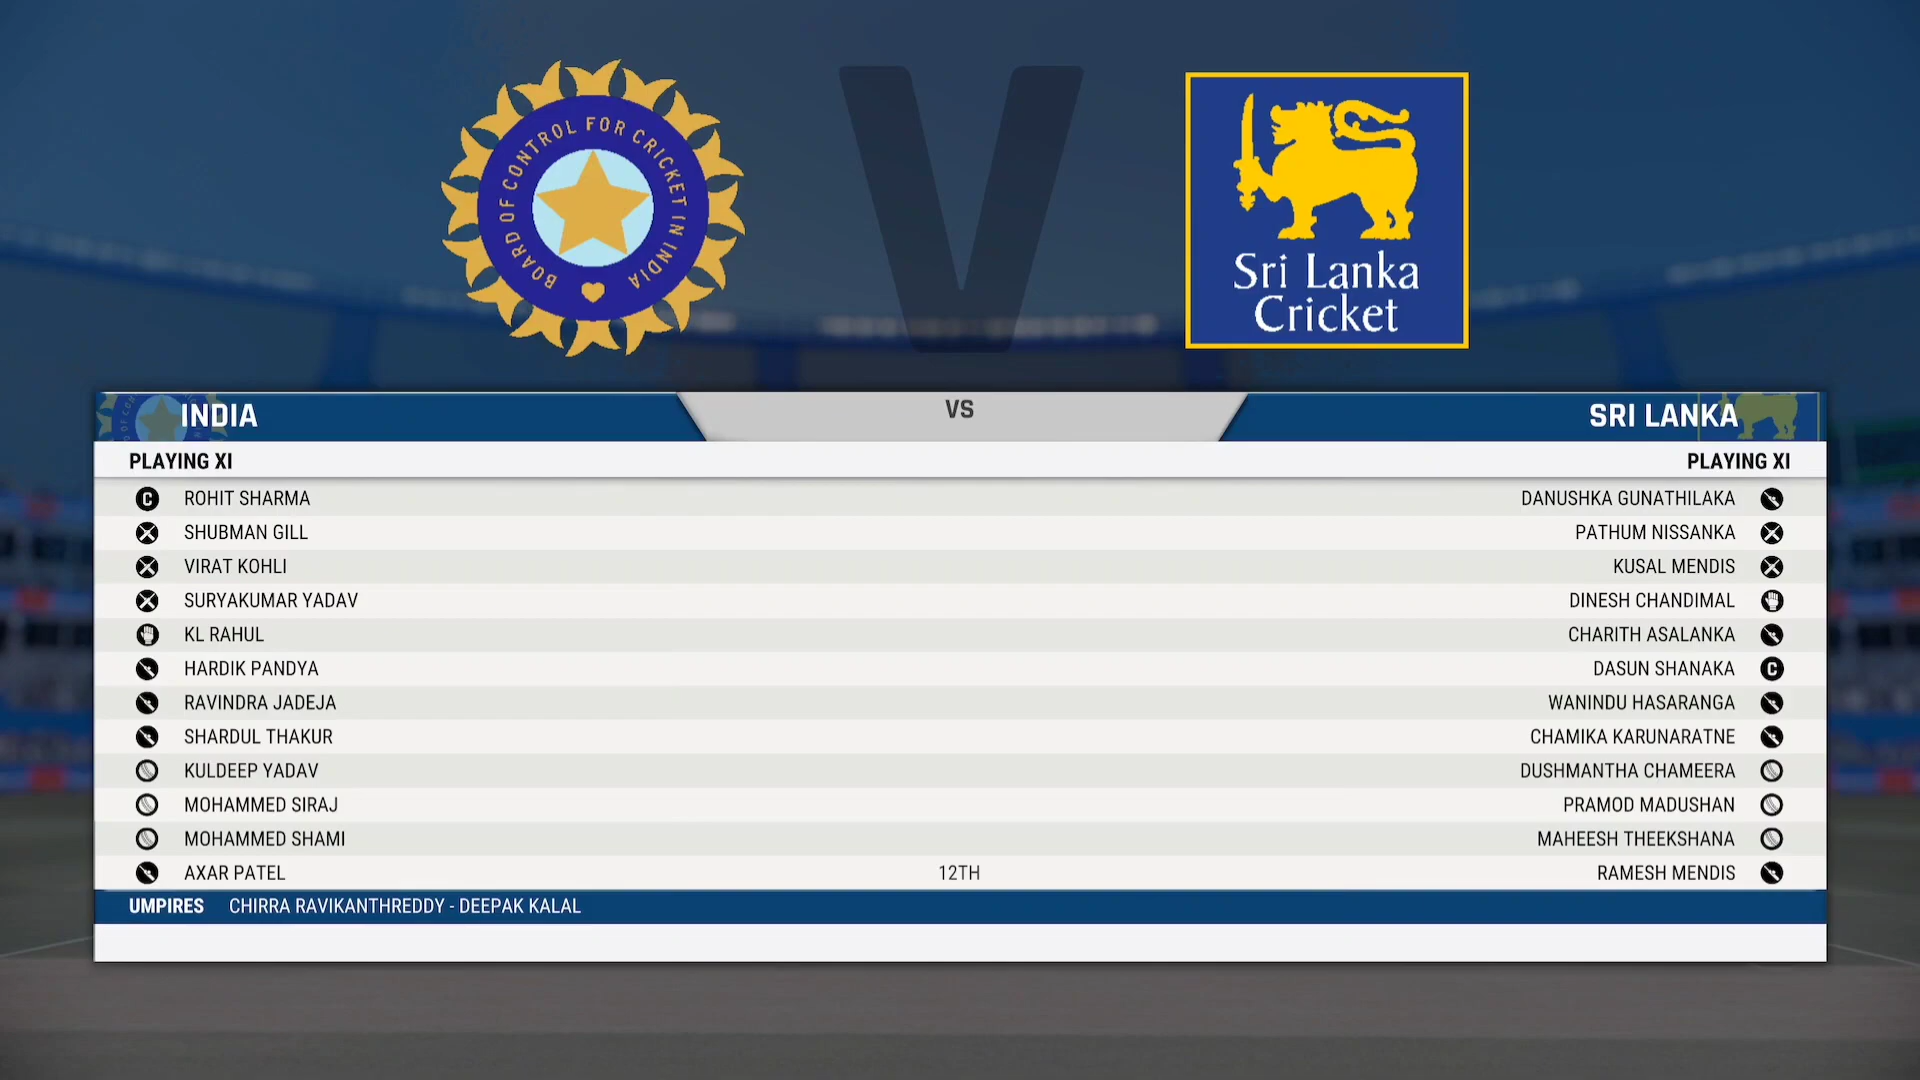 BOARD OF CONTROL FOR CRICKET IN INDIA
V
Sri Lanka
Cricket
INDIA VS SRI LANKA
PLAYING XI PLAYING XI
C ROHIT SHARMA DANUSHKA GUNATHILAKA
SHUBMAN GILL PATHUM NISSANKA
VIRAT KOHLI KUSAL MENDIS
SURYAKUMAR YADAV DINESH CHANDIMAL
KL RAHUL CHARITH ASALANKA
HARDIK PANDYA DASUN SHANAKA C
RAVINDRA JADEJA WANINDU HASARANGA
SHARDUL THAKUR CHAMIKA KARUNARATNE
KULDEEP YADAV DUSHMANTHA CHAMEERA
MOHAMMED SIRAJ PRAMOD MADUSHAN
MOHAMMED SHAMI MAHEESH THEEKSHANA
AXAR PATEL 12TH RAMESH MENDIS
UMPIRES CHIRRA RAVIKANTHREDDY - DEEPAK KALAL